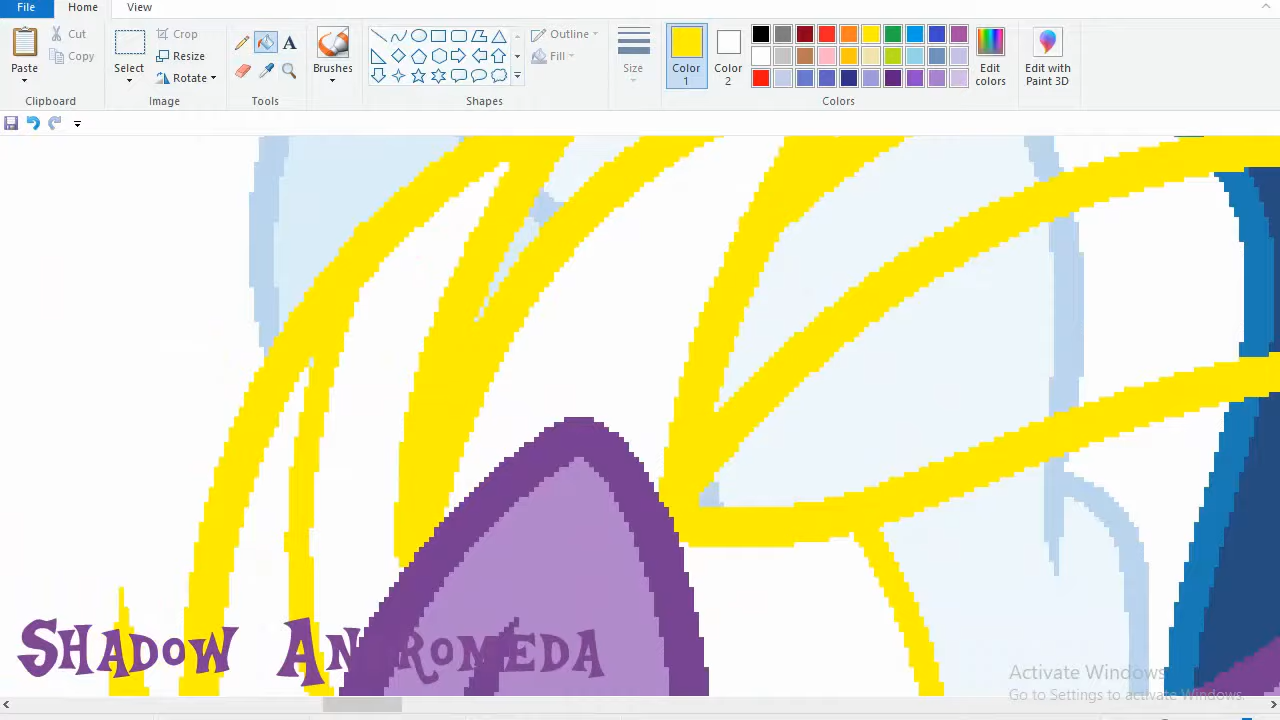 File Home View
Paste Cut Copy Select Crop Resize Rotate A Brushes Outline Fill Size Color 1 Color 2 Edit colors Edit with Paint 3D
Clipboard Image Tools Shapes Colors
Shadow Andromeda
Activate Windows
Go to Settings to activate Windows.